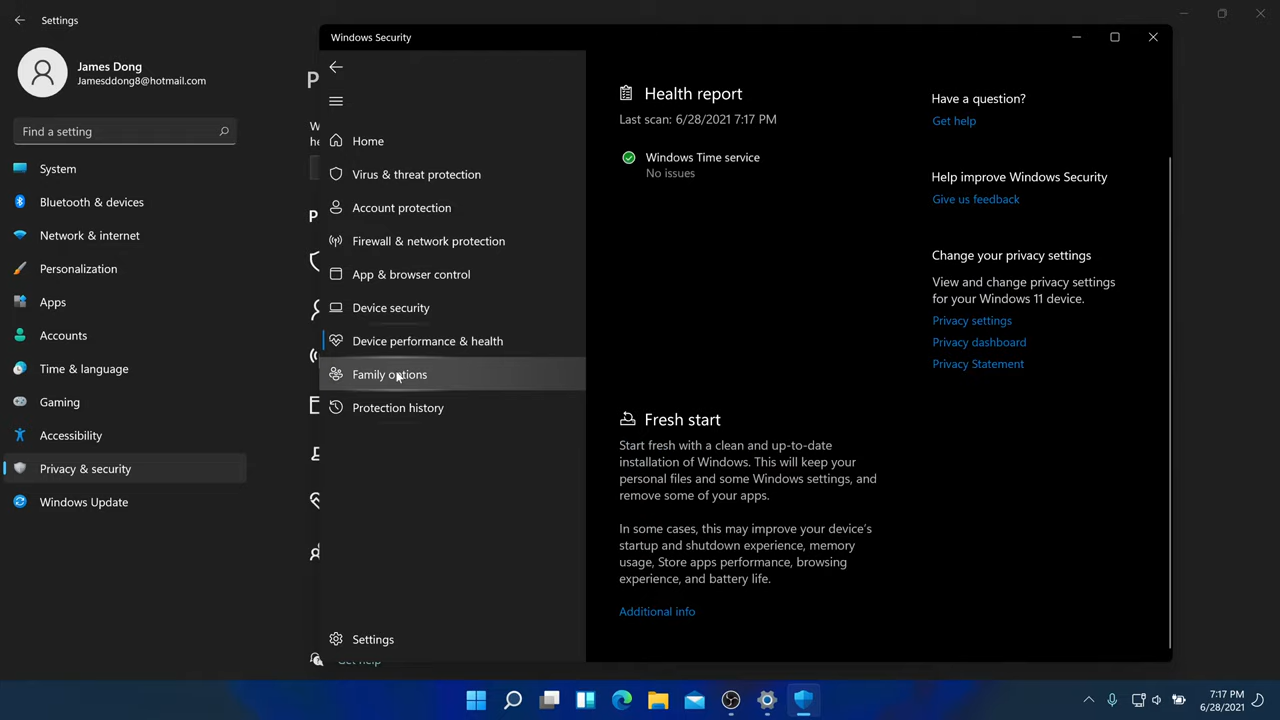 Settings
James Dong
Jamesddong8@hotmail.com
Find a setting
System
Bluetooth & devices
Network & internet
Personalization
Apps
Accounts
Time & language
Gaming
Accessibility
Privacy & security
Windows Update
Windows Security
Home
Virus & threat protection
Account protection
Firewall & network protection
App & browser control
Device security
Device performance & health
Family options
Protection history
Settings
Get help
Health report
Last scan: 6/28/2021 7:17 PM
Windows Time service
No issues
Fresh start
Start fresh with a clean and up-to-date
installation of Windows. This will keep your
personal files and some Windows settings, and
remove some of your apps.
In some cases, this may improve your device's
startup and shutdown experience, memory
usage, Store apps performance, browsing
experience, and battery life.
Additional info
Have a question?
Get help
Help improve Windows Security
Give us feedback
Change your privacy settings
View and change privacy settings
for your Windows 11 device.
Privacy settings
Privacy dashboard
Privacy Statement
7:17 PM
6/28/2021